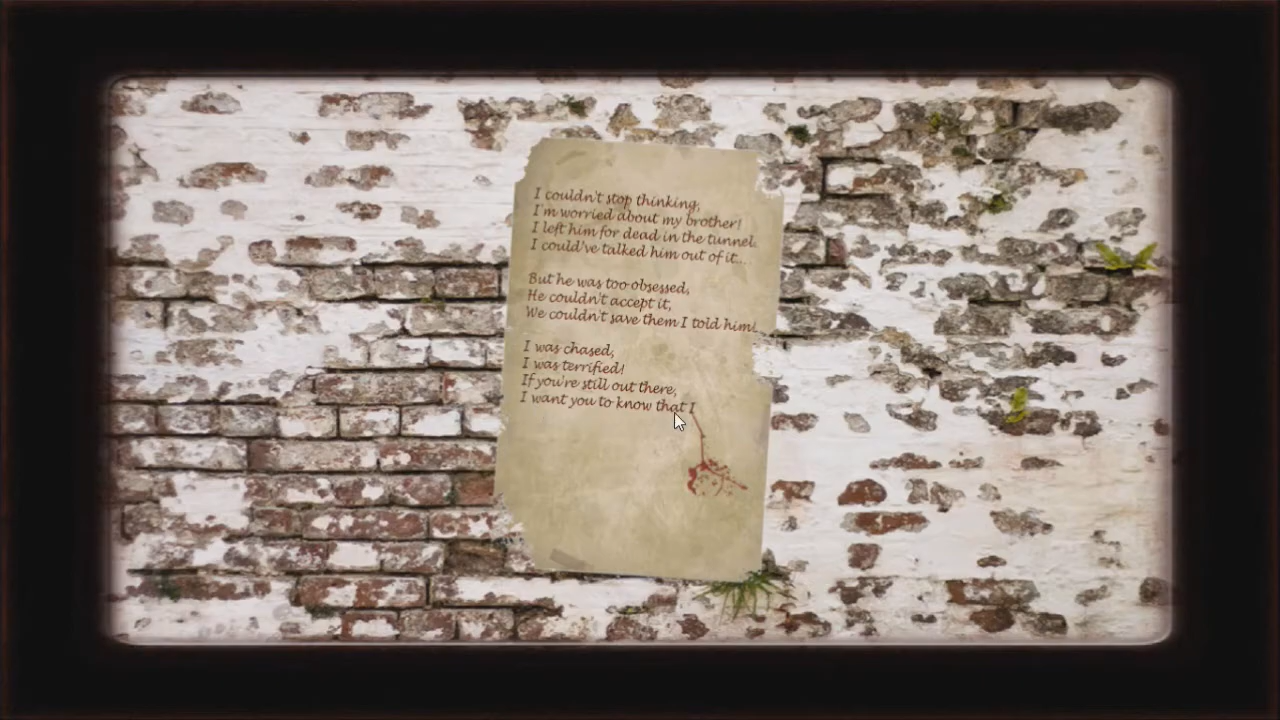 I couldn't stop thinking,
I'm worried about my brother!
I left him for dead in the tunnel.
I could've talked him out of it...
But he was too obsessed,
He couldn't accept it,
We couldn't save them I told him!
I was chased,
I was terrified!
If you're still out there,
I want you to know that I